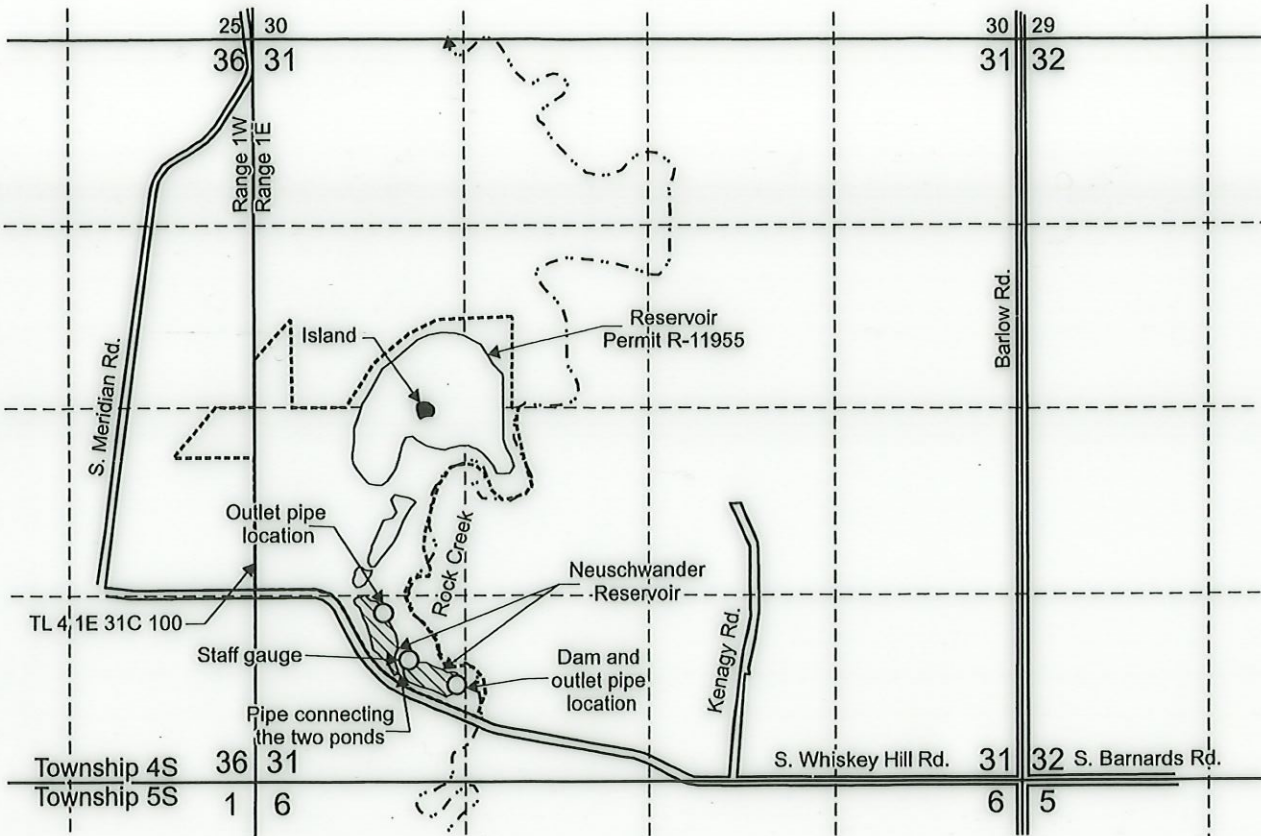 25 30
36 31
30 29
31 32
Range 1W
Range 1E
S. Meridian Rd.
Barlow Rd.
Island
Reservoir
Permit R-11955
Outlet pipe
location
Rock Creek
Neuschwander
Reservoir
TL 4 1E 31C 100
Staff gauge
Dam and
outlet pipe
location
Kenagy Rd.
Pipe connecting
the two ponds
Township 4S 36 31
Township 5S 1 6
S. Whiskey Hill Rd. 31 32 S. Barnards Rd.
6 5